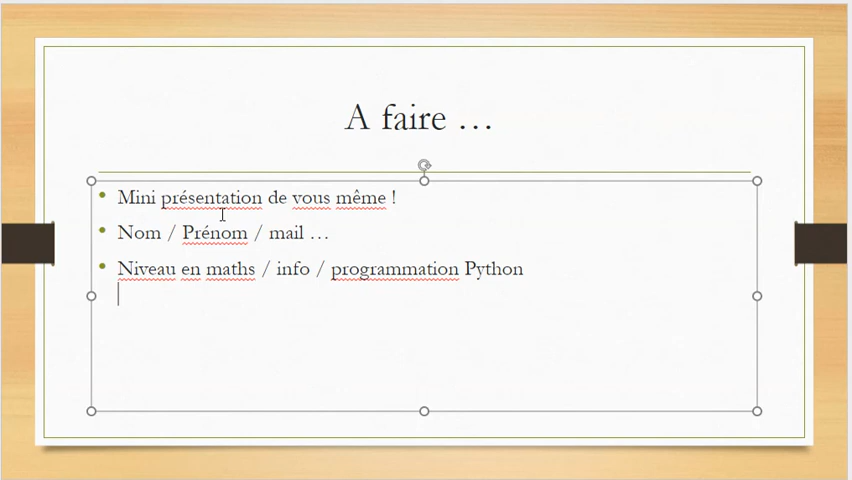 A faire …
• Mini présentation de vous même !
• Nom / Prénom / mail …
• Niveau en maths / info / programmation Python